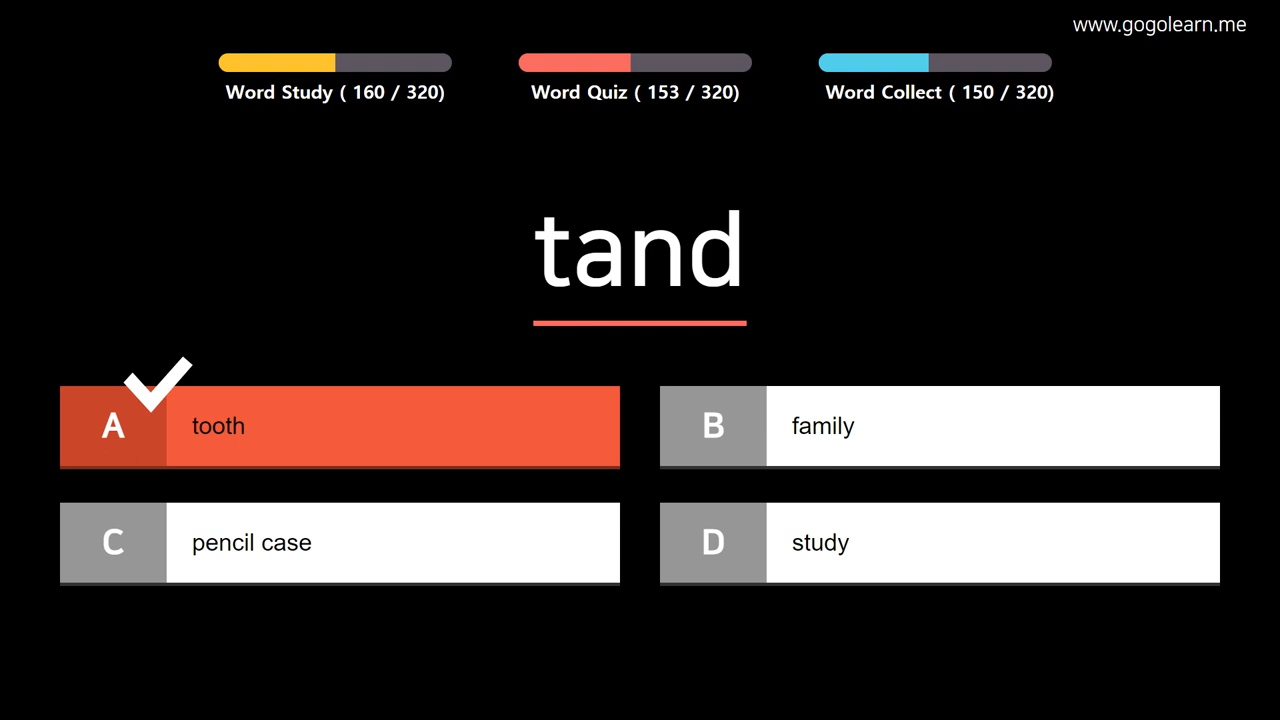 www.gogolearn.me
Word Study ( 160 / 320)
Word Quiz ( 153 / 320)
Word Collect ( 150 / 320)
tand
A tooth
B family
C pencil case
D study